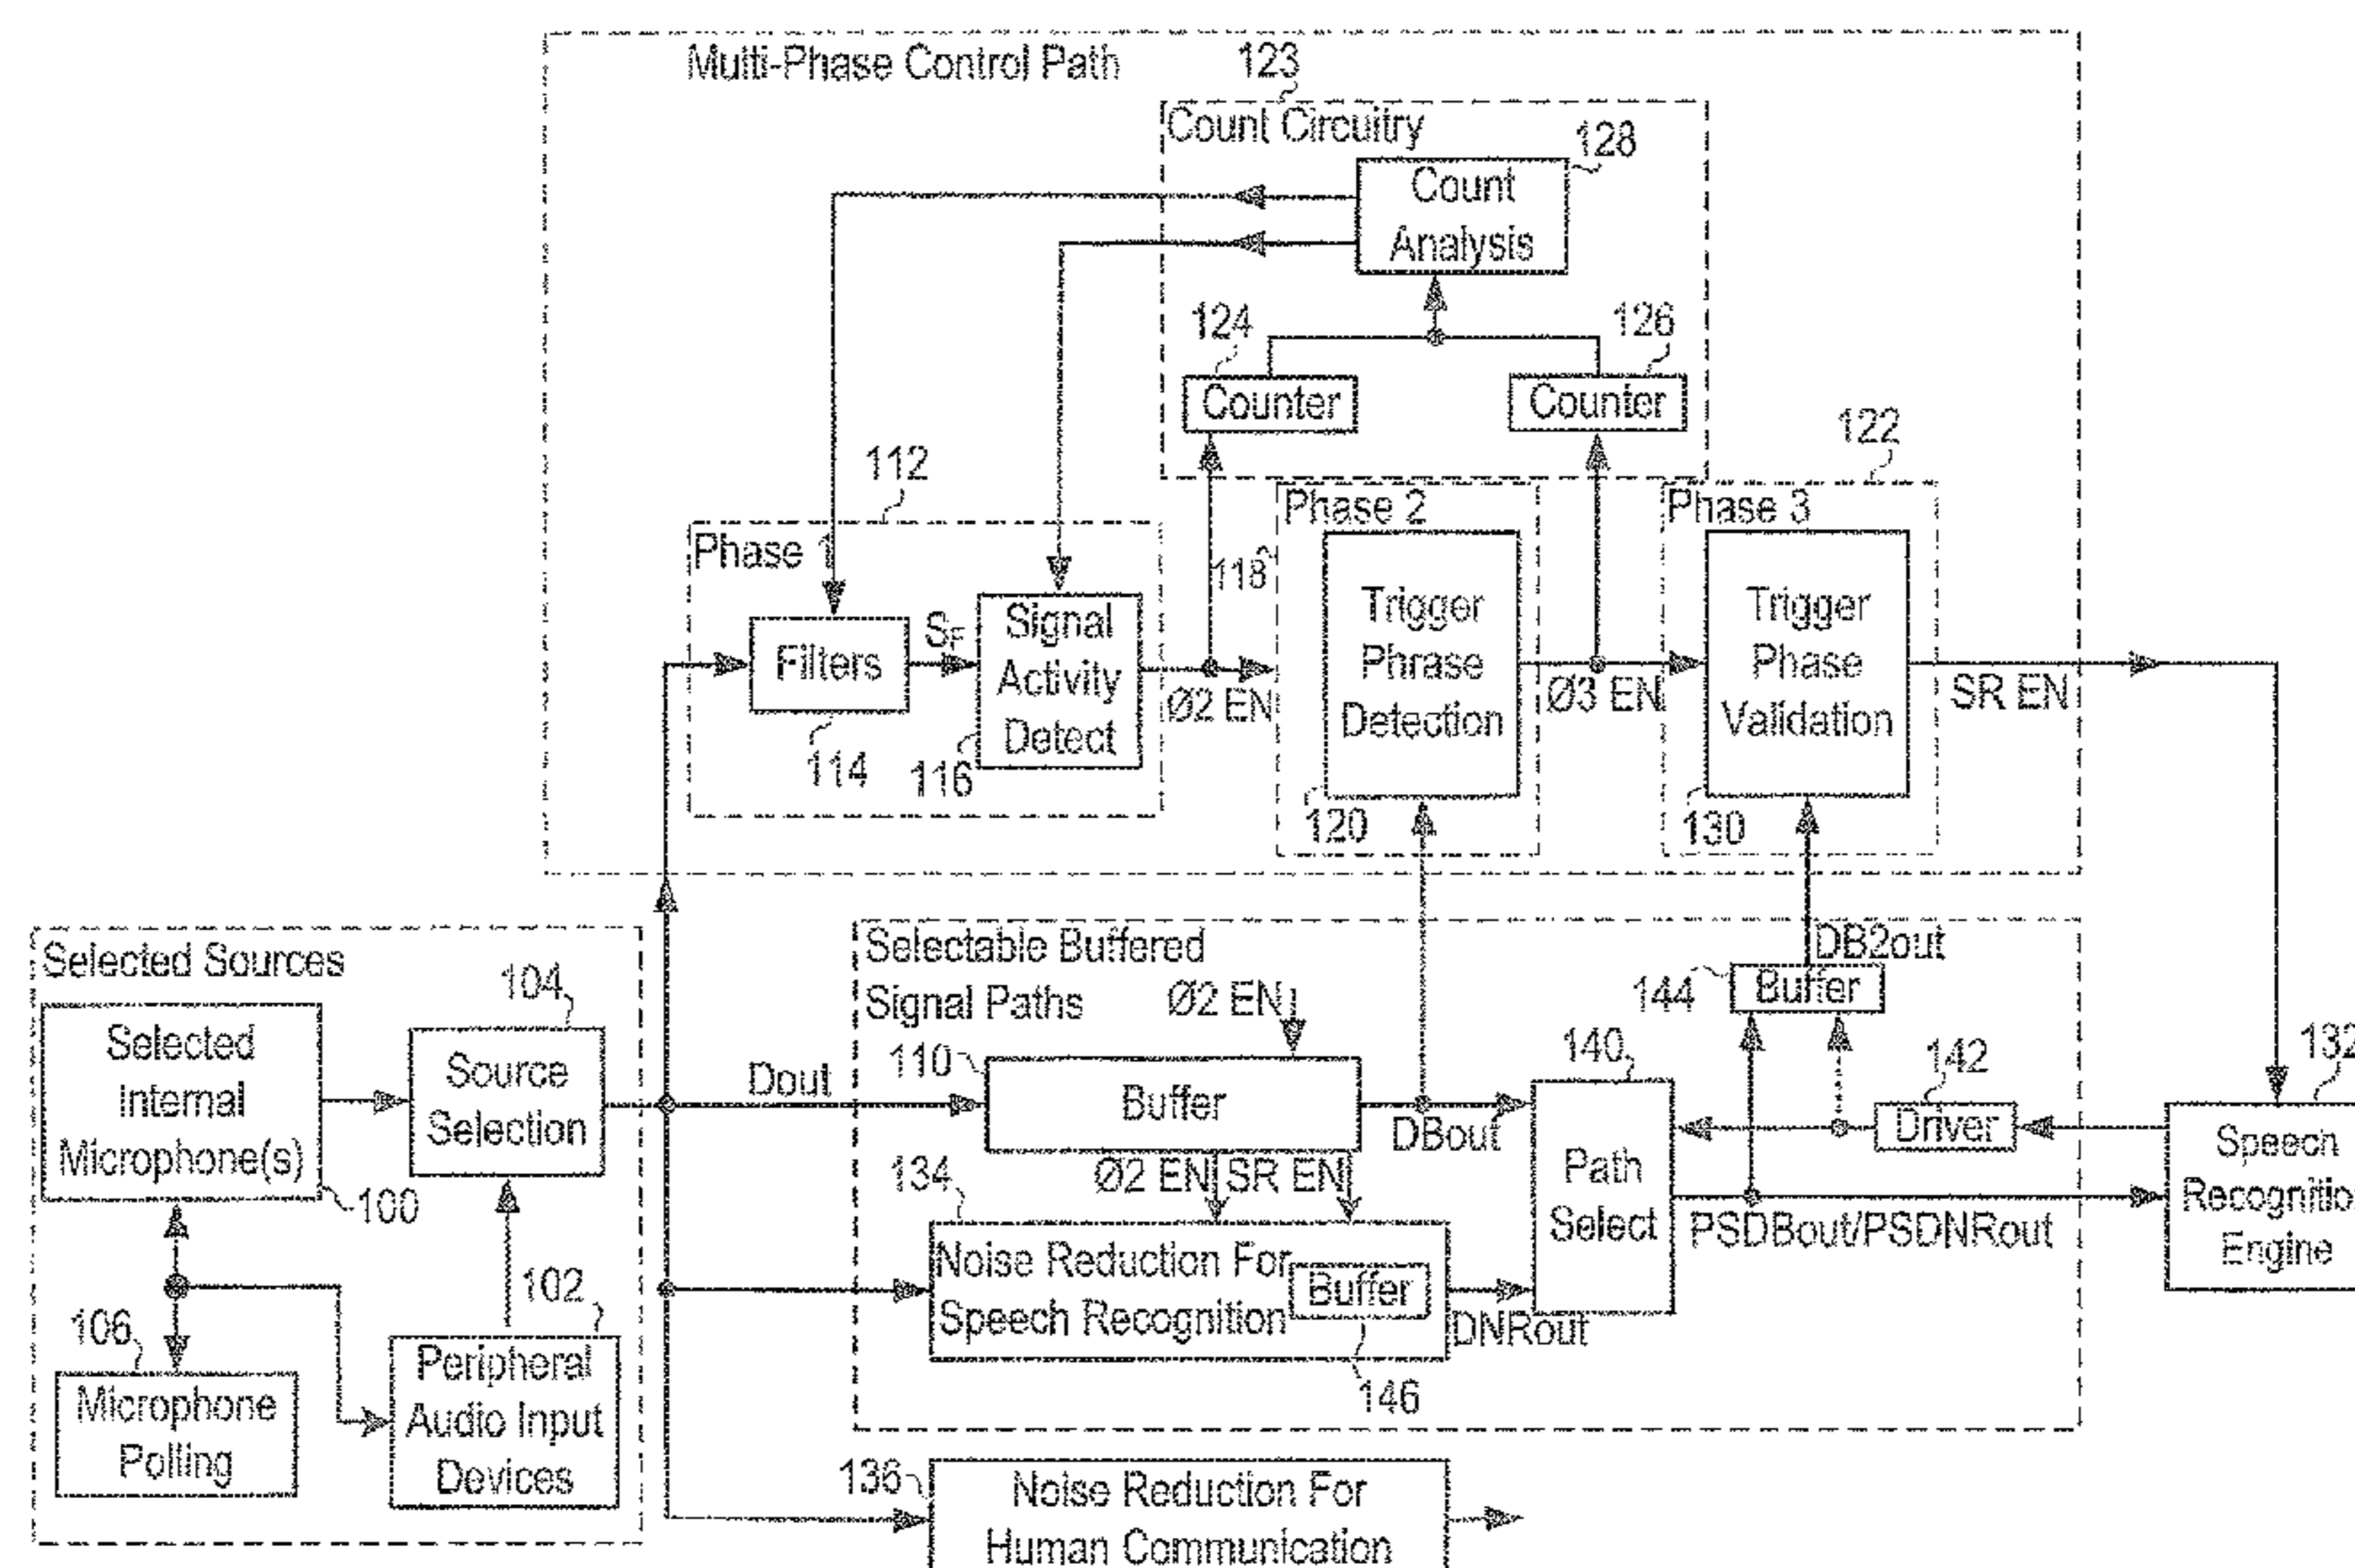 Multi-Phase Control Path
123
Count Circuitry
128
Count
Analysis
124
126
Counter
Counter
112
122
Phase 1
Phase 2
Phase 3
118
Filters
SF
Signal
Activity
Detect
Ø2 EN
Trigger
Phrase
Detection
Ø3 EN
Trigger
Phase
Validation
SR EN
114
116
120
130
Selected Sources
104
Selected
Internal
Microphone(s)
100
Source
Selection
106
102
Microphone
Polling
Peripheral
Audio Input
Devices
Selectable Buffered
Signal Paths
Ø2 EN
DB2out
144
Buffer
110
Dout
Buffer
DBout
140
142
132
Driver
Path
Select
Speech
Recognition
Engine
134
Ø2 EN
SR EN
PSDBout/PSDNRout
Noise Reduction For
Speech Recognition
Buffer
DNRout
146
136
Noise Reduction For
Human Communication